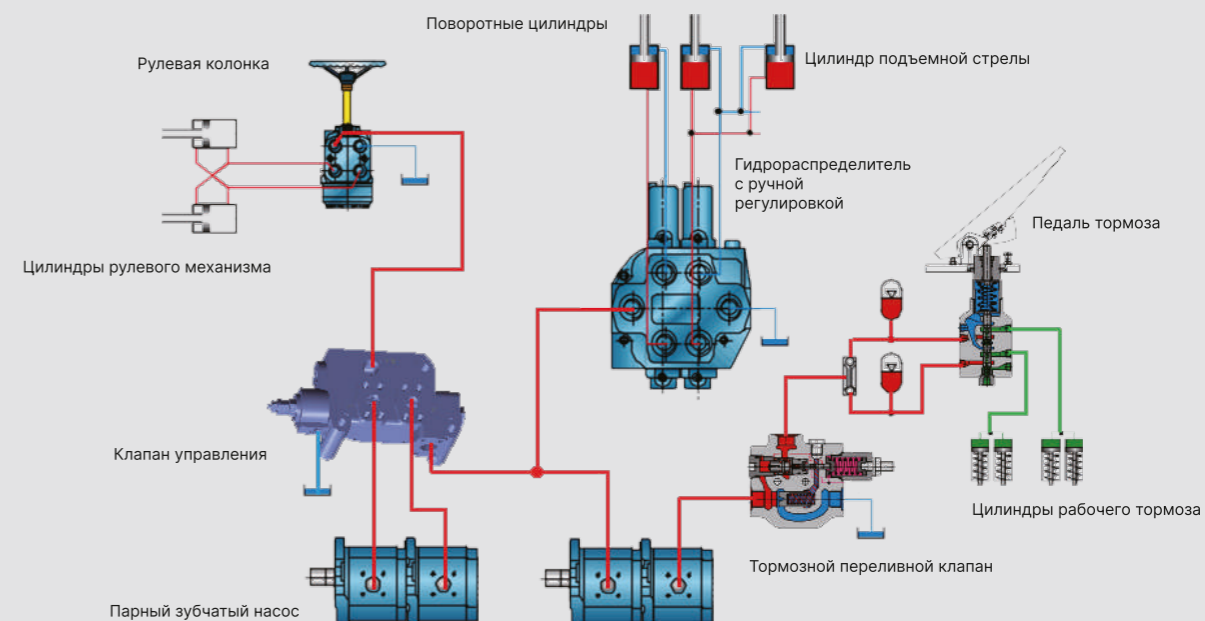 Поворотные цилиндры
Рулевая колонка
Цилиндр подъемной стрелы
Гидрораспределитель
с ручной
регулировкой
Педаль тормоза
Цилиндры рулевого механизма
Клапан управления
Цилиндры рабочего тормоза
Тормозной переливной клапан
Парный зубчатый насос